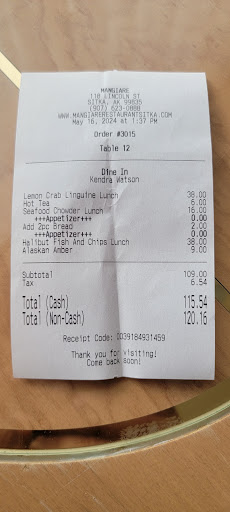 MANGIARE
110 LINCOLN ST
SITKA, AK 99835
(907) 623-0888
WWW.MANGIARERESTAURANTSITKA.COM
May 16, 2024 at 1:37 PM
Order #3015
Table 12
Dine In
Kendra Watson
Lemon Crab Linguine Lunch 38.00
Hot Tea 6.00
Seafood Chowder Lunch 16.00
+++Appetizer+++ 0.00
Add 2pc Bread 2.00
+++Appetizer+++ 0.00
Halibut Fish And Chips Lunch 38.00
Alaskan Amber 9.00
Subtotal 109.00
Tax 6.54
Total (Cash) 115.54
Total (Non-Cash) 120.16
Receipt Code: 0039184931459
Thank you for visiting!
Come back soon!